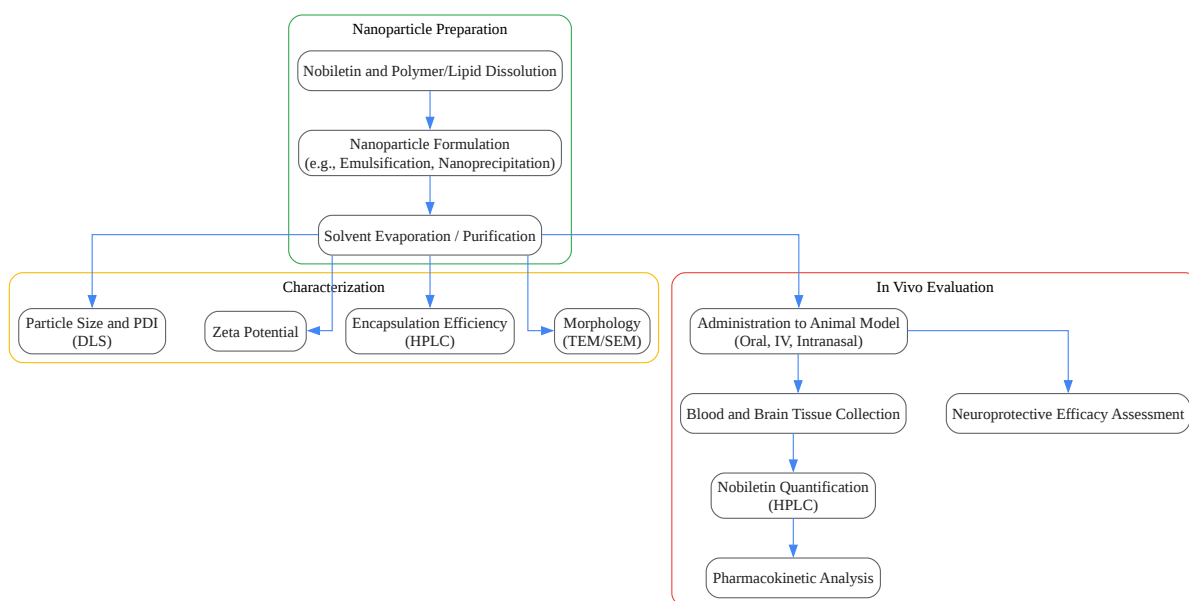 Nanoparticle Preparation
Nobiletin and Polymer/Lipid Dissolution
Nanoparticle Formulation
(e.g., Emulsification, Nanoprecipitation)
Solvent Evaporation / Purification
Characterization
Particle Size and PDI
(DLS)
Zeta Potential
Encapsulation Efficiency
(HPLC)
Morphology
(TEM/SEM)
In Vivo Evaluation
Administration to Animal Model
(Oral, IV, Intranasal)
Blood and Brain Tissue Collection
Neuroprotective Efficacy Assessment
Nobiletin Quantification
(HPLC)
Pharmacokinetic Analysis